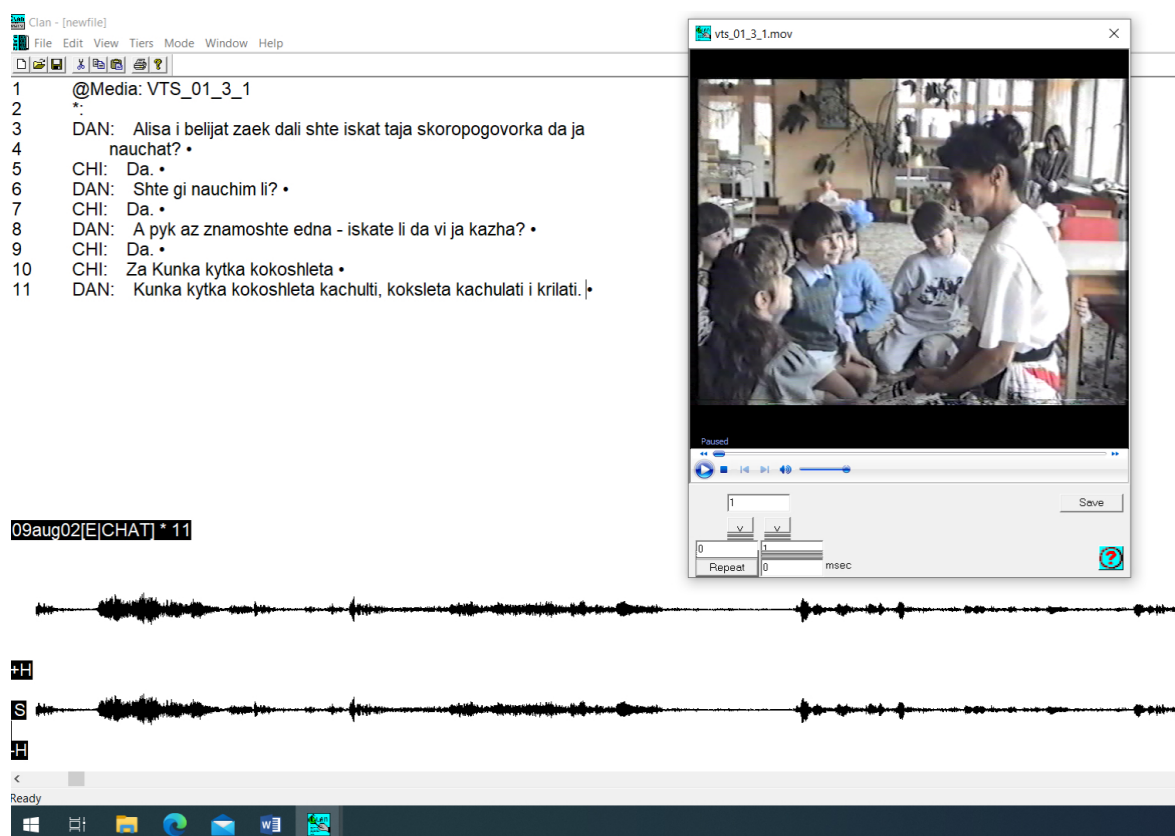 Clan - [newfile]
File Edit View Tiers Mode Window Help
1 @Media: VTS_01_3_1
2 *:
3 DAN: Alisa i belijat zaek dali shte iskat taja skoropogovorka da ja
4 nauchat? •
5 CHI: Da. •
6 DAN: Shte gi nauchim li? •
7 CHI: Da. •
8 DAN: A pyk az znamoshte edna - iskate li da vi ja kazha? •
9 CHI: Da. •
10 CHI: Za Kunka kytka kokoshleta •
11 DAN: Kunka kytka kokoshleta kachulti, koksleta kachulati i krilati. •
vts_01_3_1.mov
Paused
1
Save
v v
0 1
Repeat 0 msec
09aug02[E|CHAT] * 11
+H
S
-H
Ready